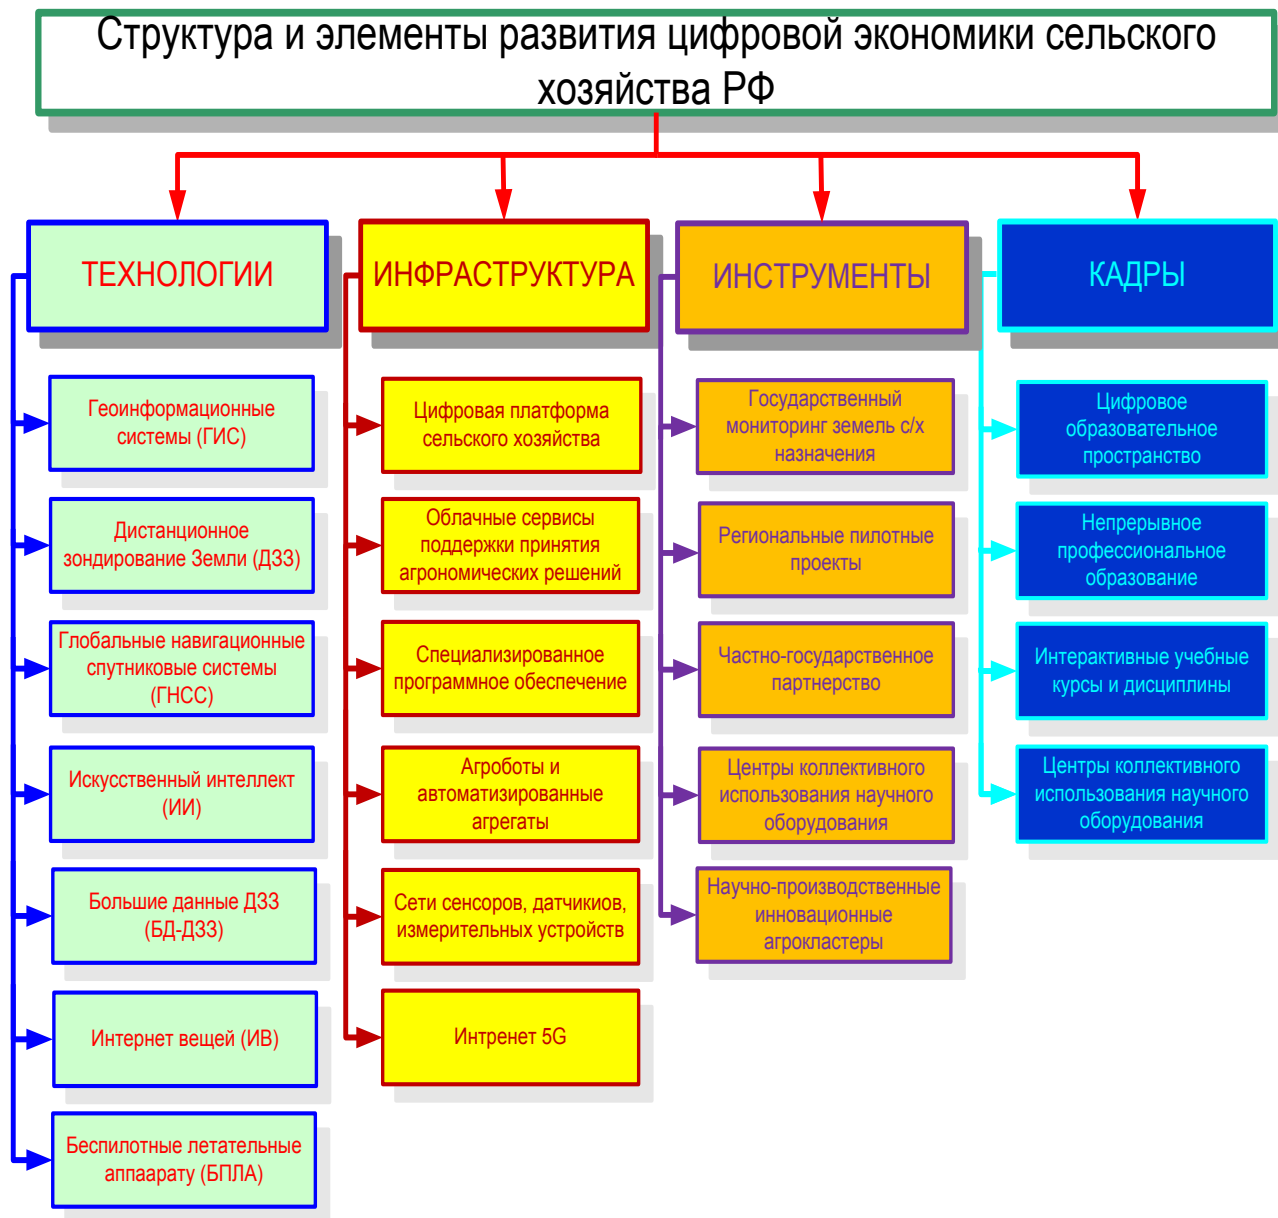 Структура и элементы развития цифровой экономики сельского
хозяйства РФ
ТЕХНОЛОГИИ
Геоинформационные
системы (ГИС)
Дистанционное
зондирование Земли (ДЗЗ)
Глобальные навигационные
спутниковые системы
(ГНСС)
Искусственный интеллект
(ИИ)
Большие данные ДЗЗ
(БД-ДЗЗ)
Интернет вещей (ИВ)
Беспилотные летательные
аппаарату (БПЛА)
ИНФРАСТРУКТУРА
Цифровая платформа
сельского хозяйства
Облачные сервисы
поддержки принятия
агрономических решений
Специализированное
программное обеспечение
Агроботы и
автоматизированные
агрегаты
Сети сенсоров, датчикиов,
измерительных устройств
Интренет 5G
ИНСТРУМЕНТЫ
Государственный
мониторинг земель с/х
назначения
Региональные пилотные
проекты
Частно-государственное
партнерство
Центры коллективного
использования научного
оборудования
Научно-производственные
инновационные
агрокластеры
КАДРЫ
Цифровое
образовательное
пространство
Непрерывное
профессиональное
образование
Интерактивные учебные
курсы и дисциплины
Центры коллективного
использования научного
оборудования